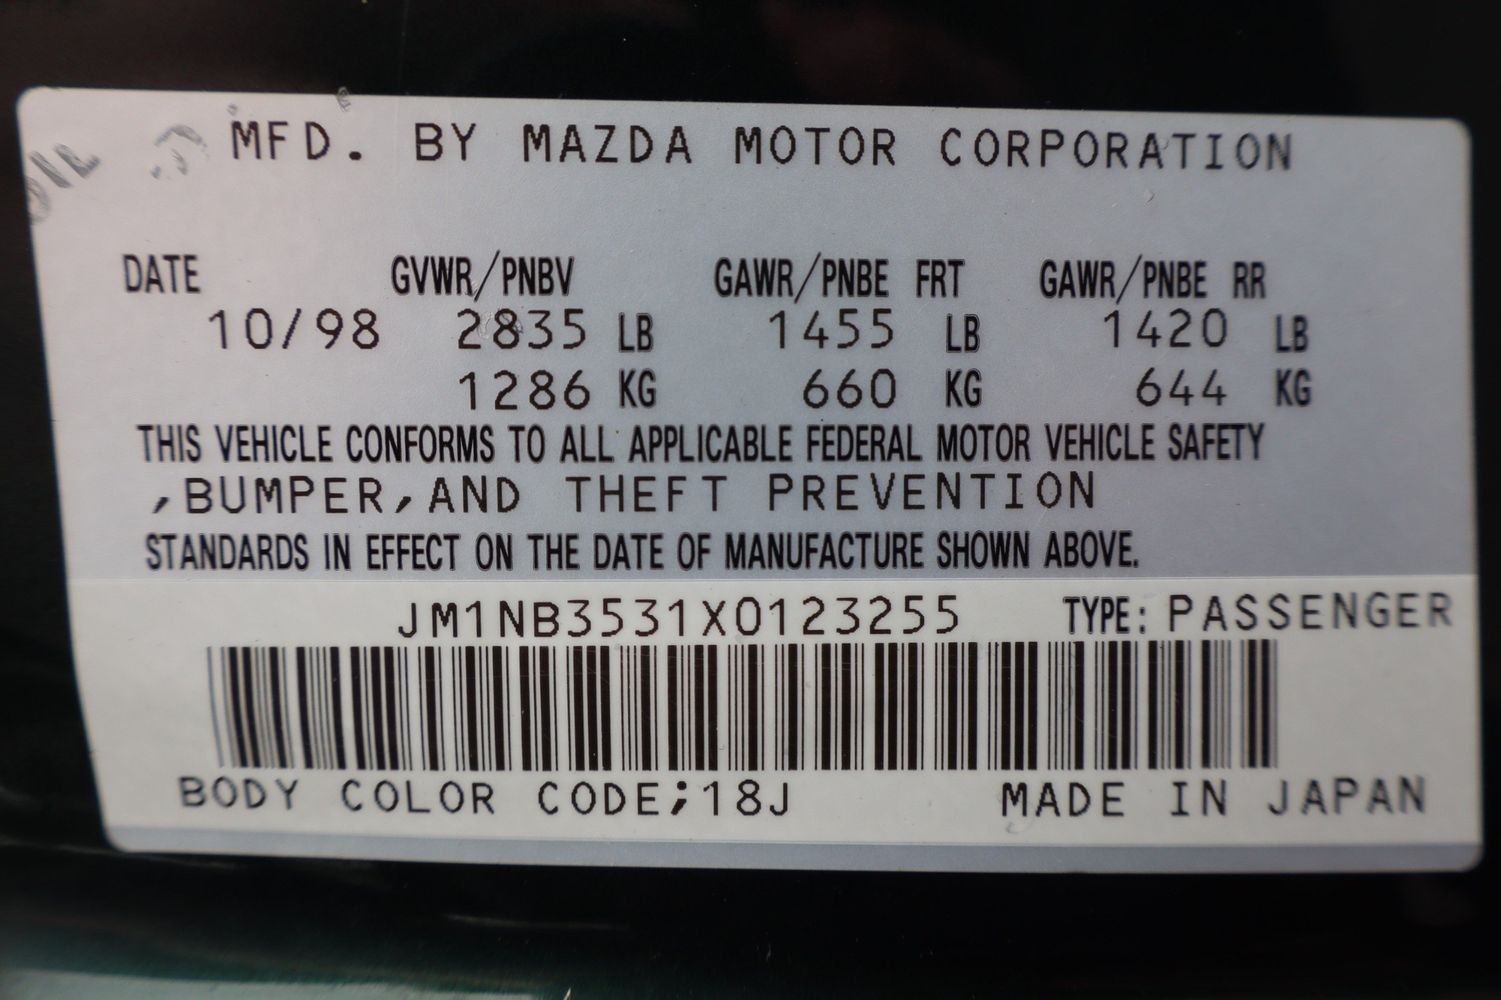 MFD. BY MAZDA MOTOR CORPORATION
DATE GVWR/PNBV GAWR/PNBE FRT GAWR/PNBE RR
10/98 2835 LB 1455 LB 1420 LB
1286 KG 660 KG 644 KG
THIS VEHICLE CONFORMS TO ALL APPLICABLE FEDERAL MOTOR VEHICLE SAFETY
,BUMPER,AND THEFT PREVENTION
STANDARDS IN EFFECT ON THE DATE OF MANUFACTURE SHOWN ABOVE.
JM1NB3531X0123255 TYPE: PASSENGER
BODY COLOR CODE;18J MADE IN JAPAN